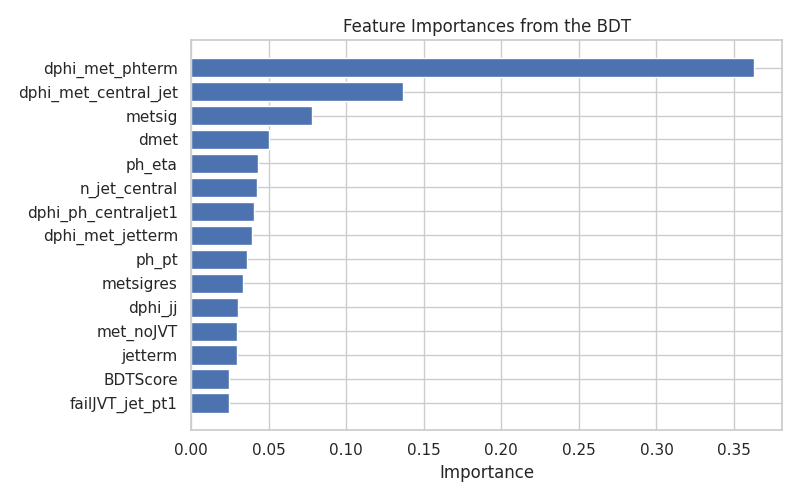 Feature Importances from the BDT
dphi_met_phterm
dphi_met_central_jet
metsig
dmet
ph_eta
n_jet_central
dphi_ph_centraljet1
dphi_met_jetterm
ph_pt
metsigres
dphi_jj
met_noJVT
jetterm
BDTScore
failJVT_jet_pt1
0.00 0.05 0.10 0.15 0.20 0.25 0.30 0.35
Importance